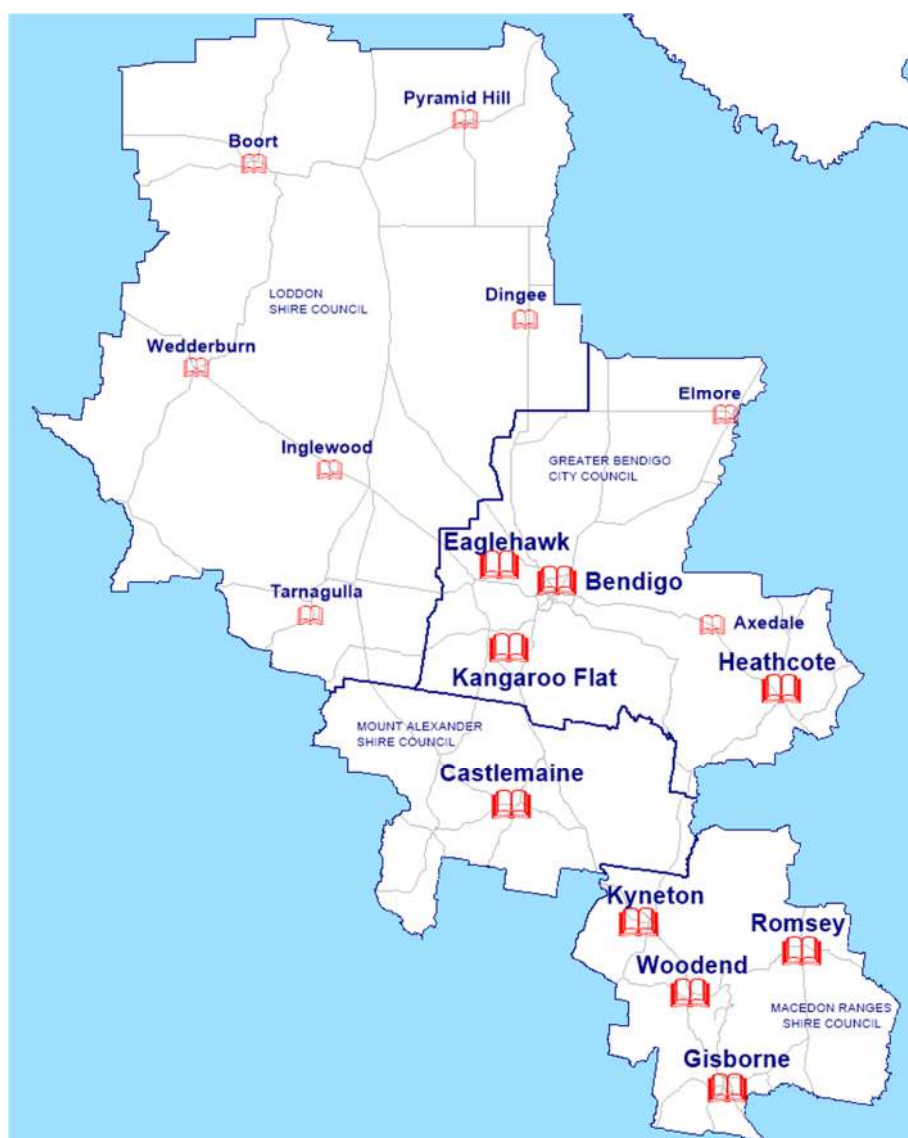 Pyramid Hill
Boort
LODDON
SHIRE COUNCIL
Dingee
Wedderburn
Elmore
Inglewood
GREATER BENDIGO
CITY COUNCIL
Eaglehawk
Bendigo
Tarnagulla
Axedale
Heathcote
Kangaroo Flat
MOUNT ALEXANDER
SHIRE COUNCIL
Castlemaine
Kyneton
Romsey
Woodend
MACEDON RANGES
SHIRE COUNCIL
Gisborne